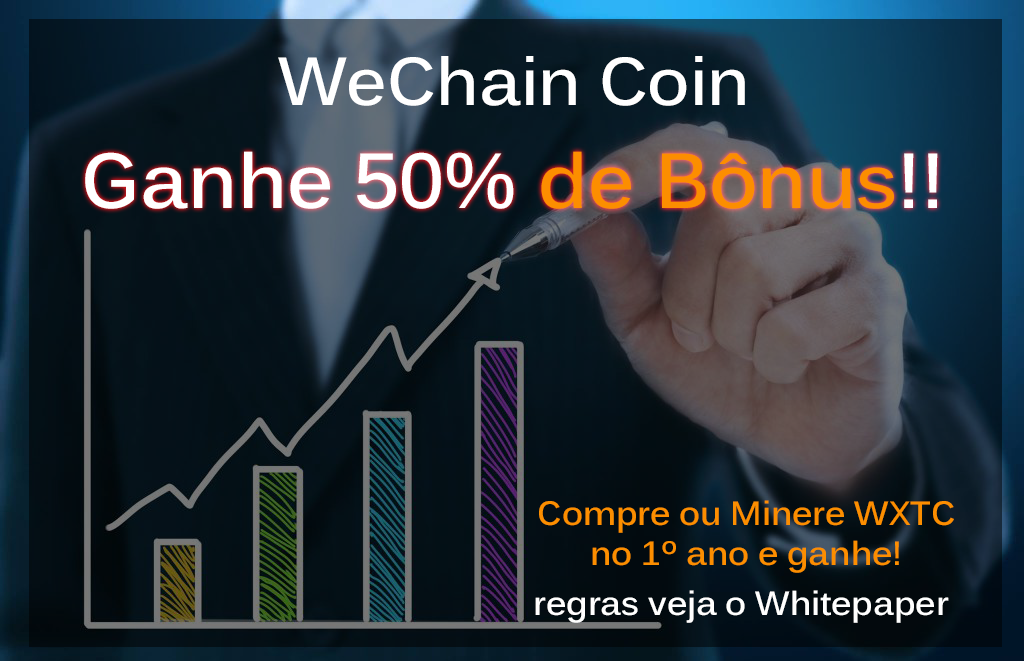 WeChain Coin
Ganhe 50% de Bônus!!
Compre ou Minere WXTC
no 1º ano e ganhe!
regras veja o Whitepaper